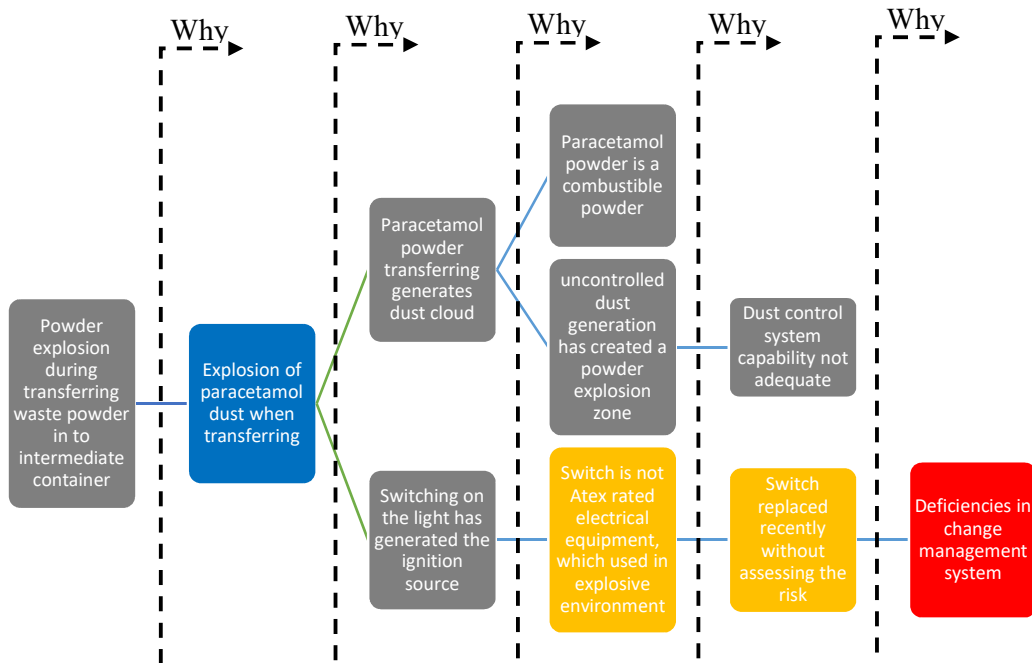 Why
Why
Why
Why
Why
Powder
explosion
during
transferring
waste powder
in to
intermediate
container
Explosion of
paracetamol
dust when
transferring
Paracetamol
powder
transferring
generates
dust cloud
Switching on
the light has
generated the
ignition
source
Paracetamol
powder is a
combustible
powder
uncontrolled
dust
generation
has created a
powder
explosion
zone
Switch is not
Atex rated
electrical
equipment,
which used in
explosive
environment
Dust control
system
capability not
adequate
Switch
replaced
recently
without
assessing the
risk
Deficiencies in
change
management
system